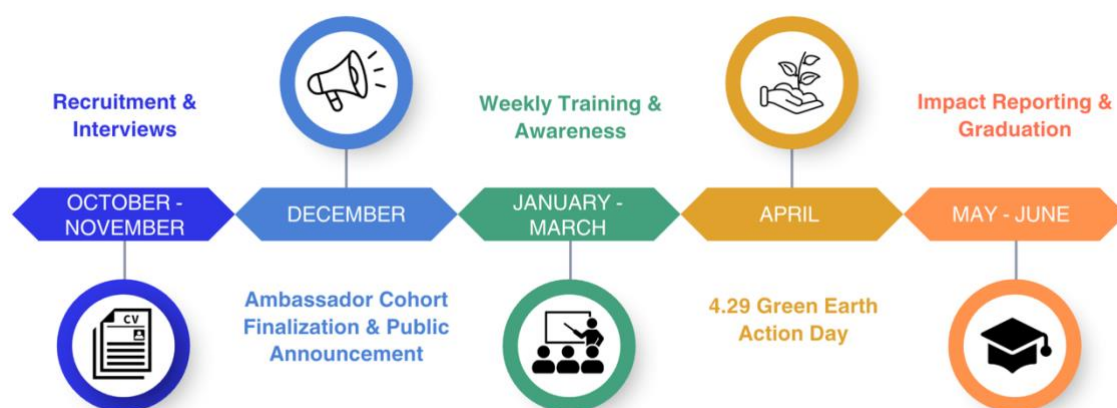 Recruitment &
Interviews
OCTOBER -
NOVEMBER
CV
DECEMBER
Ambassador Cohort
Finalization & Public
Announcement
Weekly Training &
Awareness
JANUARY -
MARCH
APRIL
4.29 Green Earth
Action Day
Impact Reporting &
Graduation
MAY - JUNE